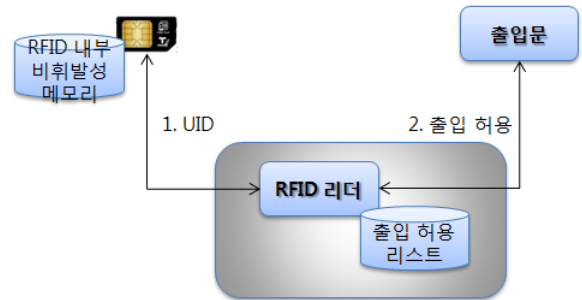 RFID 내부
비휘발성
메모리
출입문
1. UID
2. 출입 허용
RFID 리더
출입 허용
리스트